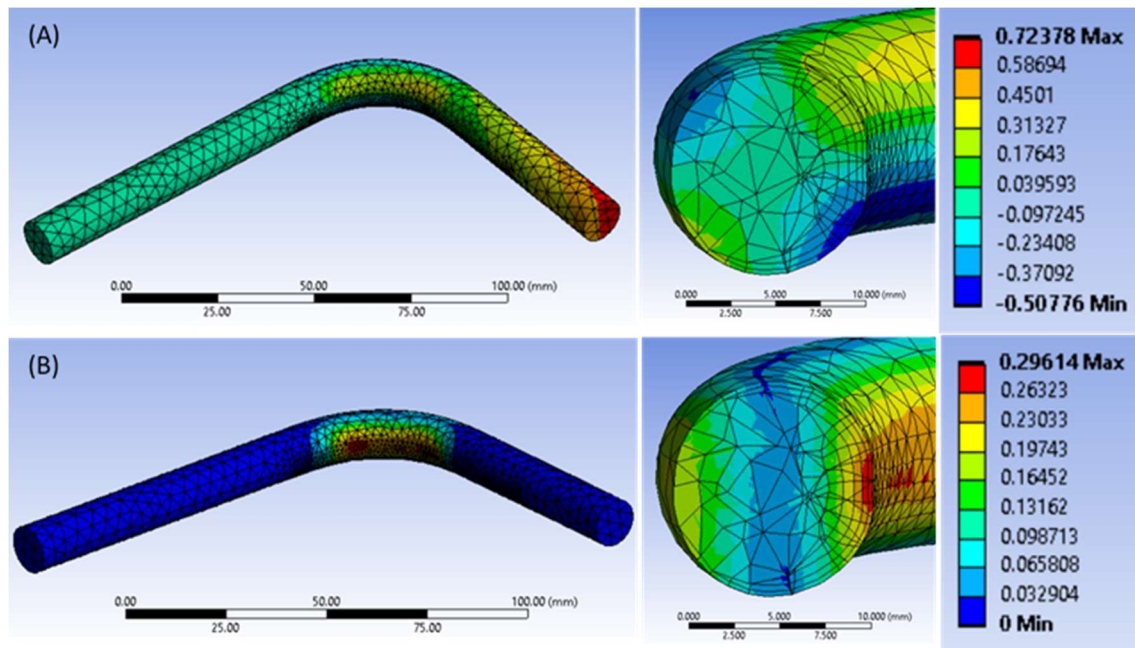 (A)
0.00 50.00 100.00 (mm)
25.00 75.00
0.000 5.000 10.000 (mm)
2.500 7.500
0.72378 Max
0.58694
0.4501
0.31327
0.17643
0.039593
-0.097245
-0.23408
-0.37092
-0.50776 Min
(B)
0.00 50.00 100.00 (mm)
25.00 75.00
0.000 5.000 10.000 (mm)
2.500 7.500
0.29614 Max
0.26323
0.23033
0.19743
0.16452
0.13162
0.098713
0.065808
0.032904
0 Min